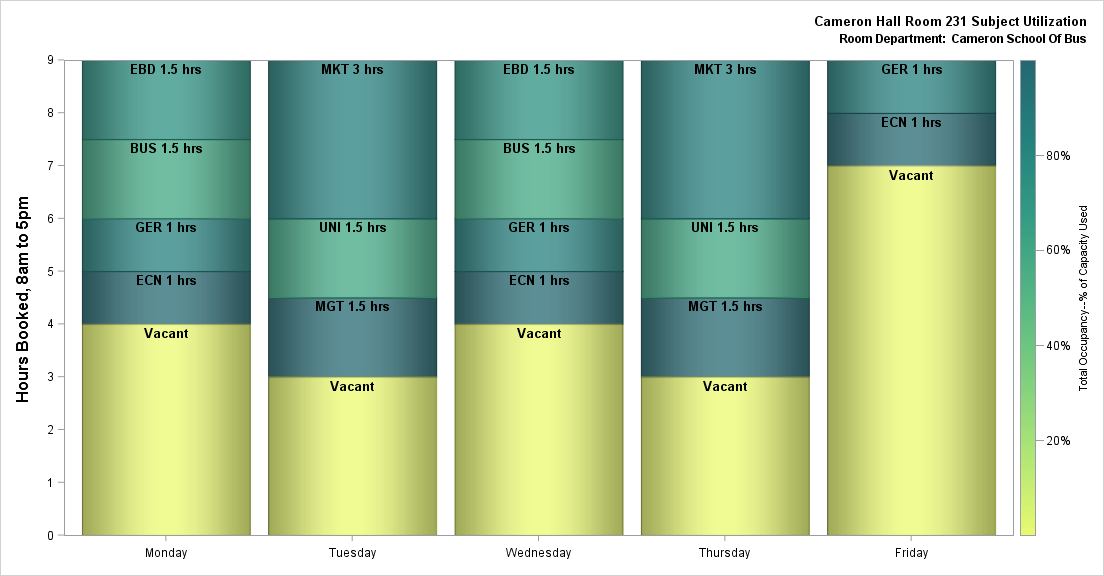 Cameron Hall Room 231 Subject Utilization
Room Department: Cameron School Of Bus
Hours Booked, 8am to 5pm
9
8
7
6
5
4
3
2
1
0
EBD 1.5 hrs
BUS 1.5 hrs
GER 1 hrs
ECN 1 hrs
Vacant
MKT 3 hrs
UNI 1.5 hrs
MGT 1.5 hrs
Vacant
EBD 1.5 hrs
BUS 1.5 hrs
GER 1 hrs
ECN 1 hrs
Vacant
MKT 3 hrs
UNI 1.5 hrs
MGT 1.5 hrs
Vacant
GER 1 hrs
ECN 1 hrs
Vacant
Monday
Tuesday
Wednesday
Thursday
Friday
80%
60%
40%
20%
Total Occupancy--% of Capacity Used